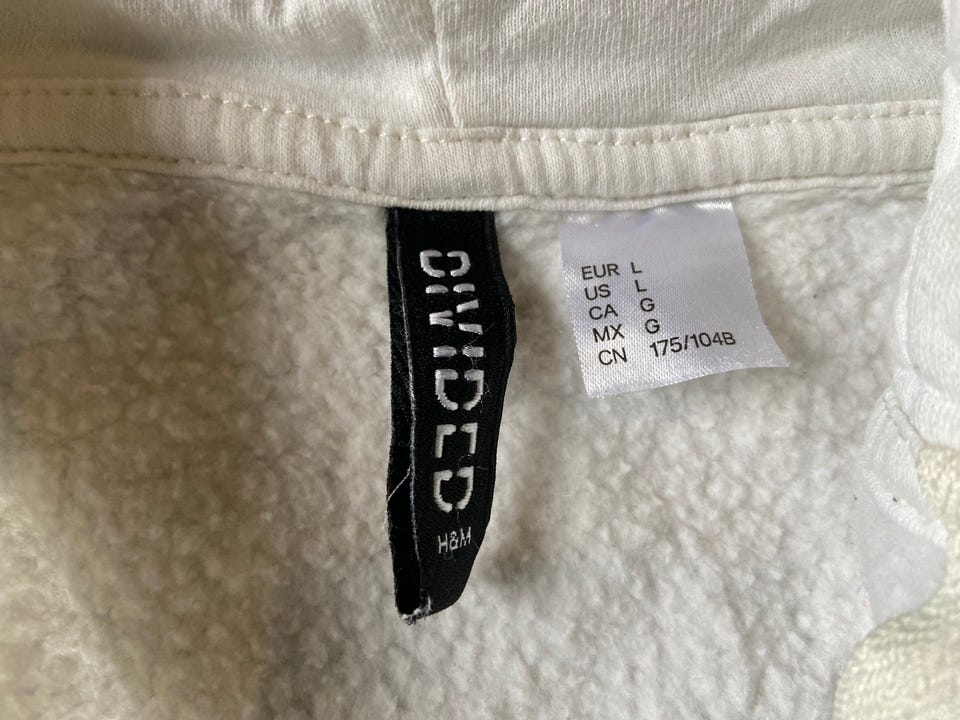 DIVIDED
H&M
EUR L
US L
CA G
MX G
CN 175/104B